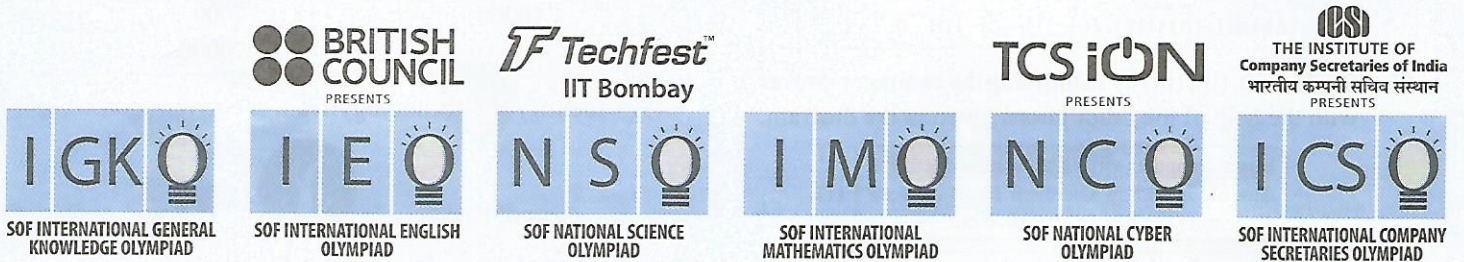 BRITISH
COUNCIL
PRESENTS
TF Techfest™
IIT Bombay
TCS iON
PRESENTS
ICSI
THE INSTITUTE OF
Company Secretaries of India
भारतीय कम्पनी सचिव संस्थान
PRESENTS
I GK O
SOF INTERNATIONAL GENERAL
KNOWLEDGE OLYMPIAD
I E O
SOF INTERNATIONAL ENGLISH
OLYMPIAD
N S O
SOF NATIONAL SCIENCE
OLYMPIAD
I M O
SOF INTERNATIONAL
MATHEMATICS OLYMPIAD
N C O
SOF NATIONAL CYBER
OLYMPIAD
I CS O
SOF INTERNATIONAL COMPANY
SECRETARIES OLYMPIAD